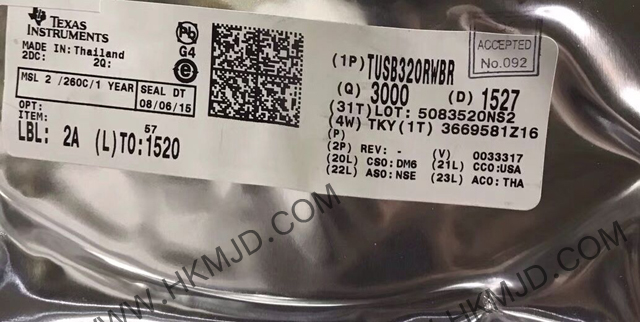 TEXAS
INSTRUMENTS
MADE IN: Thailand
2DC: 2Q:
Pb
G4
e
MSL 2 /260C/1 YEAR
SEAL DT
08/06/15
OPT:
ITEM:
57
LBL: 2A (L)TO:1520
ACCEPTED
No.092
(1P) TUSB320RWBR
(Q) 3000 (D) 1527
(31T) LOT: 5083520NS2
(4W) TKY(1T) 3669581Z16
(P)
(2P) REV: - (V) 0033317
(20L) CSO:DM6 (21L) CCO:USA
(22L) ASO:NSE (23L) ACO:THA
WWW.HKMJD.COM
WWW.HKMJD.COM